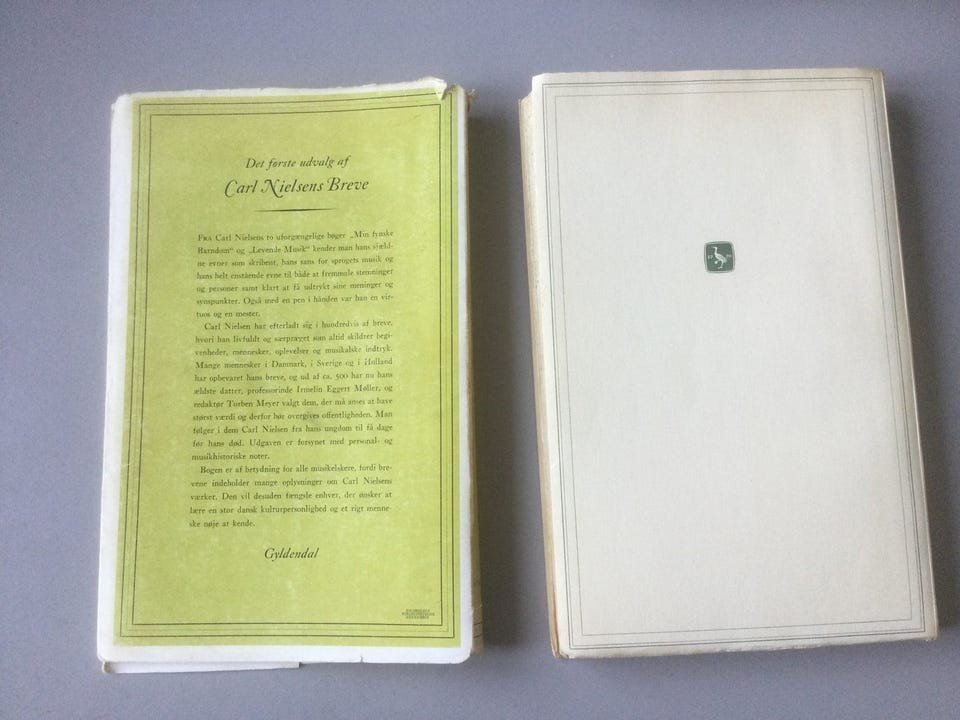 Det første udvalg af
Carl Nielsens Breve
FRA Carl Nielsens to uforgængelige bøger „Min fynske
Barndom“ og „Levende Musik“ kender man hans sjæld-
ne evner som skribent, hans sans for sprogets musik og
hans helt enstående evne til både at fremmale stemninger
og personer samt klart at få udtrykt sine meninger og
synspunkter. Også med en pen i hånden var han en vir-
tuos og en mester.
Carl Nielsen har efterladt sig i hundredvis af breve,
hvori han livfuldt og særpræget som altid skildrer begi-
venheder, mennesker, oplevelser og musikalske indtryk.
Mange mennesker i Danmark, i Sverige og i Holland
har opbevaret hans breve, og ud af ca. 500 har nu hans
ældste datter, professorinde Irmelin Eggert Møller, og
redaktør Torben Meyer valgt dem, der må anses at have
størst værdi og derfor bør overgives offentligheden. Man
følger i dem Carl Nielsen fra hans ungdom til få dage
før hans død. Udgaven er forsynet med personal- og
musikhistoriske noter.
Bogen er af betydning for alle musikelskere, fordi bre-
vene indeholder mange oplysninger om Carl Nielsens
værker. Den vil desuden fængsle enhver, der ønsker at
lære en stor dansk kulturpersonlighed og et rigt menne-
ske nøje at kende.
Gyldendal